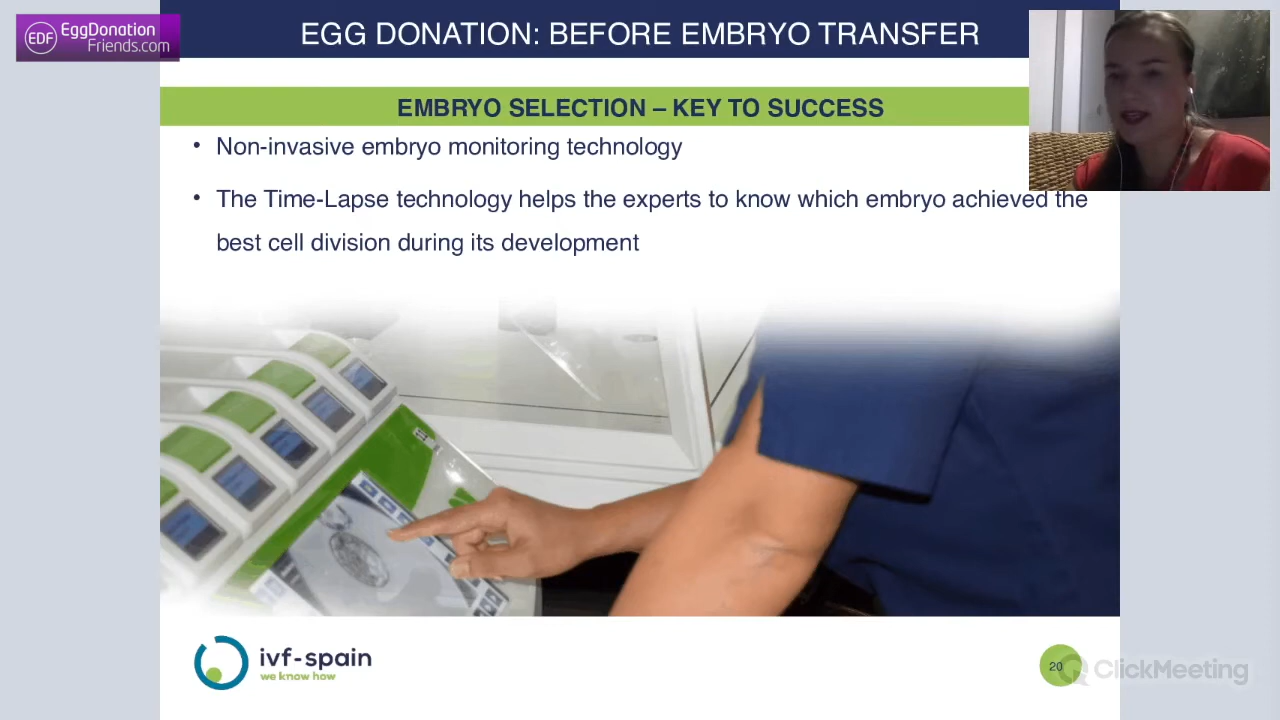 EDF
EggDonation
Friends.com
EGG DONATION: BEFORE EMBRYO TRANSFER
EMBRYO SELECTION – KEY TO SUCCESS
• Non-invasive embryo monitoring technology
• The Time-Lapse technology helps the experts to know which embryo achieved the
best cell division during its development
ivf-spain
we know how
20
ClickMeeting